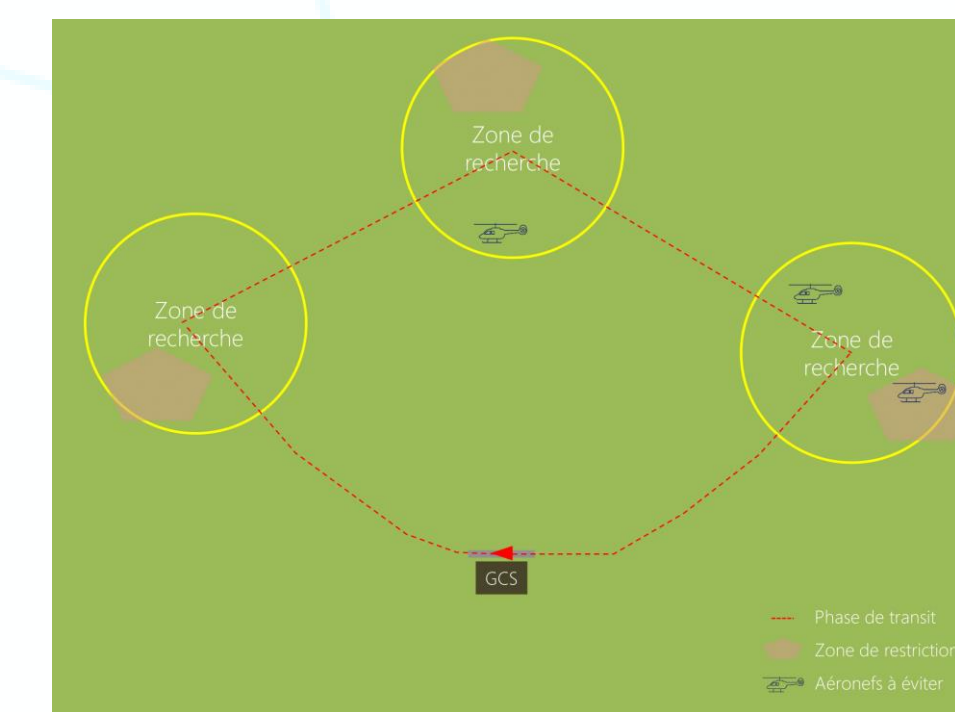 Zone de
recherche
Zone de
recherche
Zone de
recherche
GCS
Phase de transit
Zone de restriction
Aéronefs à éviter